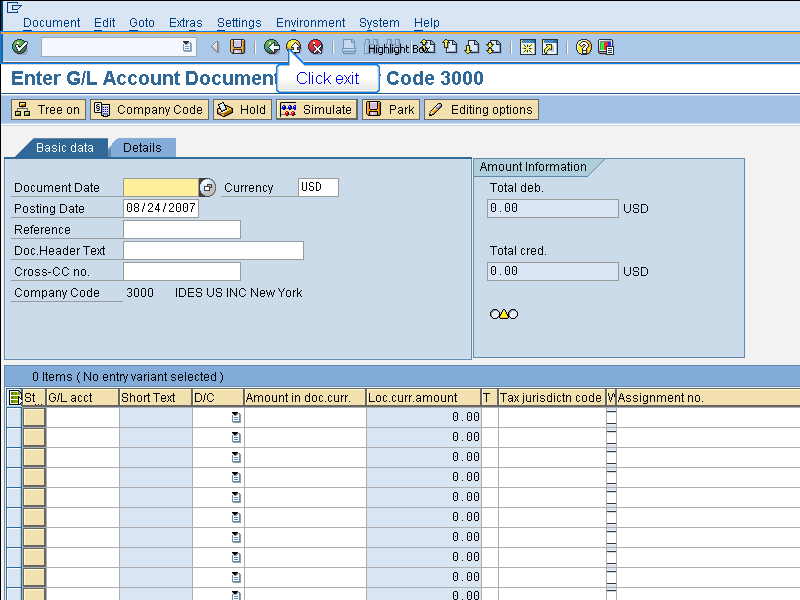 Document Edit Goto Extras Settings Environment System Help
Highlight Box
Enter G/L Account Document Code 3000
Click exit
Tree on Company Code Hold Simulate Park Editing options
Basic data Details
Amount Information
Document Date Currency USD
Total deb.
Posting Date 08/24/2007
0.00 USD
Reference
Doc.Header Text
Total cred.
Cross-CC no.
0.00 USD
Company Code 3000 IDES US INC New York
0 Items ( No entry variant selected )
St.. G/L acct Short Text D/C Amount in doc.curr. Loc.curr.amount T Tax jurisdictn code W Assignment no.
0.00
0.00
0.00
0.00
0.00
0.00
0.00
0.00
0.00
0.00